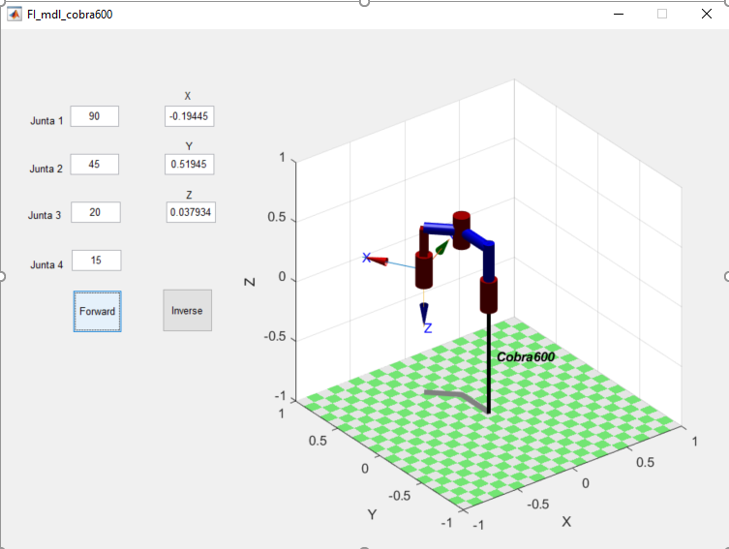 FI_mdl_cobra600
X
Junta 1 90 -0.19445
Y
Junta 2 45 0.51945
Z
Junta 3 20 0.037934
Junta 4 15
Forward Inverse
1
0.5
0
-0.5
-1
Z
X
Z
Cobra600
1
0.5
0
-0.5
-1
Y
-1
-0.5
0
0.5
1
X